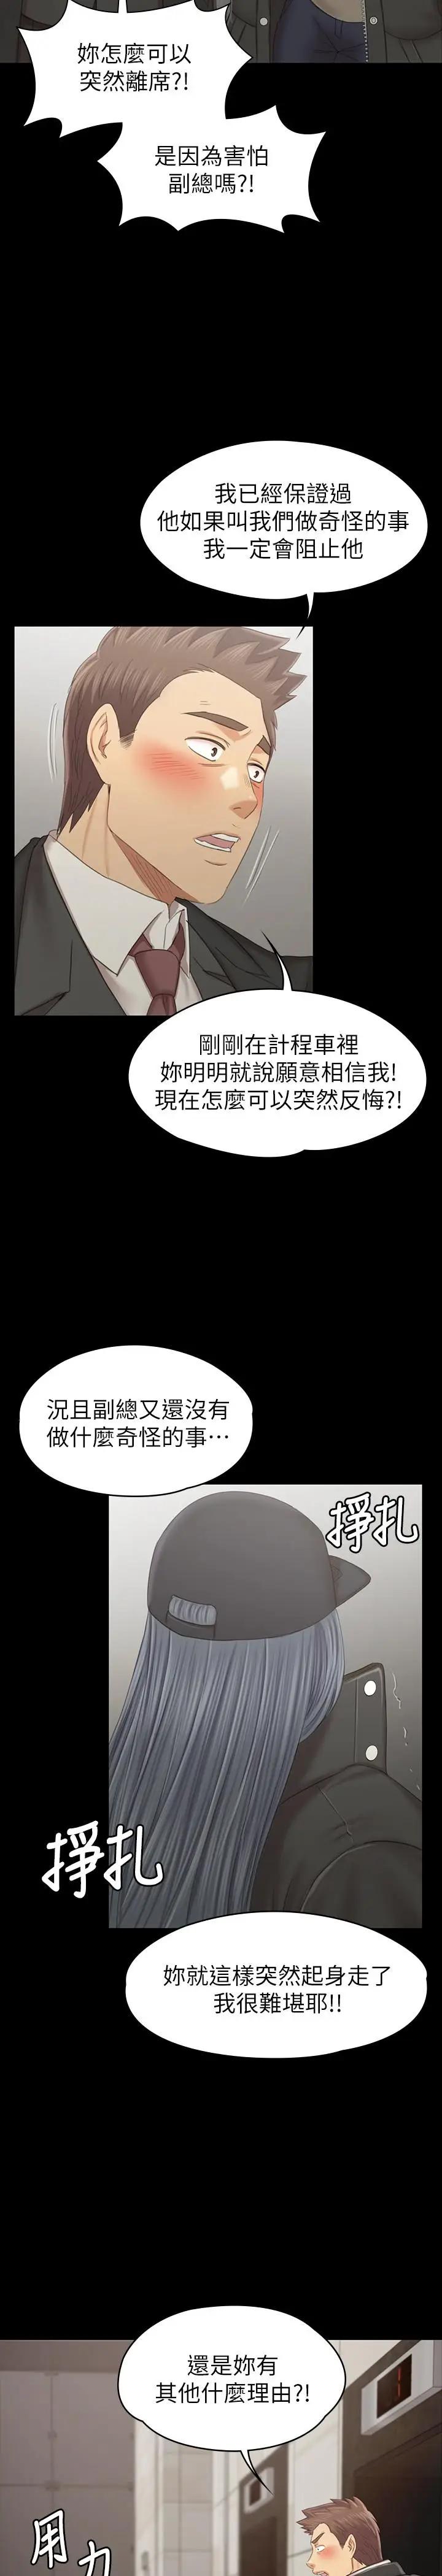 妳怎麼可以
突然離席?!
是因為害怕
副總嗎?!
我已經保證過
他如果叫我們做奇怪的事
我一定會阻止他
剛剛在計程車裡
妳明明就說願意相信我!
現在怎麼可以突然反悔?!
況且副總又還沒有
做什麼奇怪的事…
掙扎
掙扎
妳就這樣突然起身走了
我很難堪耶!!
還是妳有
其他什麼理由?!
用力